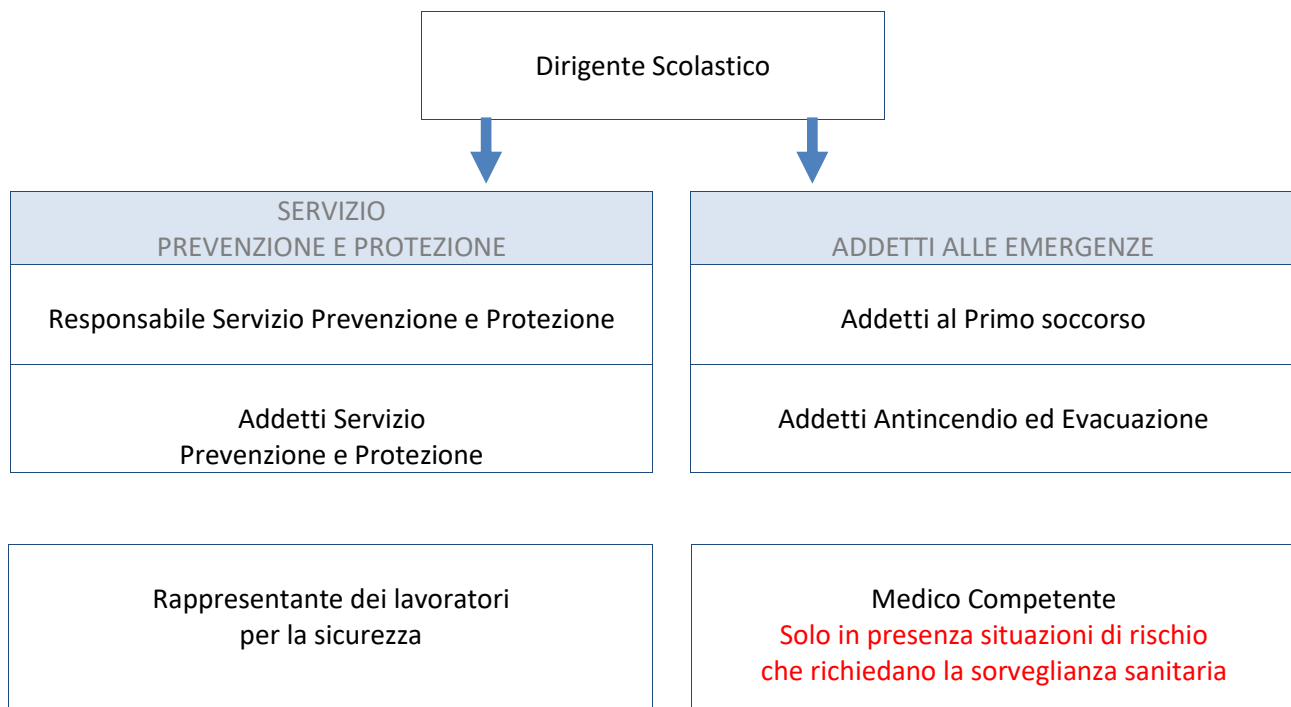 Dirigente Scolastico
SERVIZIO
PREVENZIONE E PROTEZIONE
Responsabile Servizio Prevenzione e Protezione
Addetti Servizio
Prevenzione e Protezione
ADDETTI ALLE EMERGENZE
Addetti al Primo soccorso
Addetti Antincendio ed Evacuazione
Rappresentante dei lavoratori
per la sicurezza
Medico Competente
Solo in presenza situazioni di rischio
che richiedano la sorveglianza sanitaria